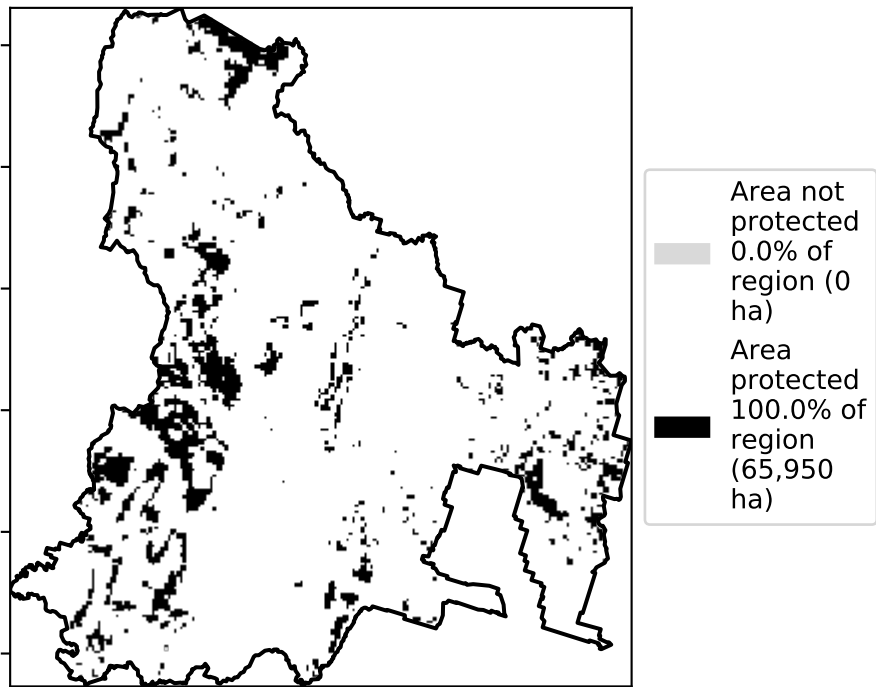 Area not
protected
0.0% of
region (0
ha)
Area
protected
100.0% of
region
(65,950
ha)